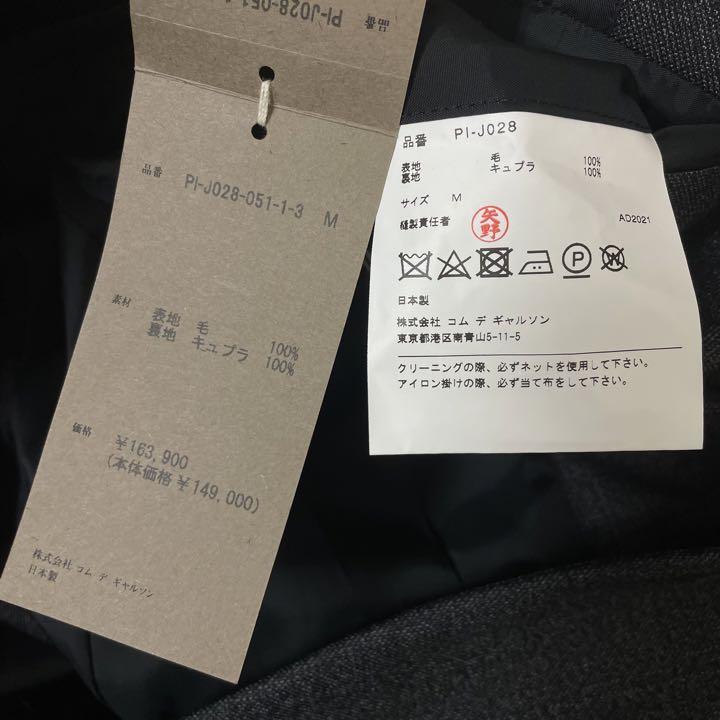 品番 PI-J028-051-1
品番 PI-J028-051-1-3 M
素材 表地 毛 100%
裏地 キュプラ 100%
価格 ¥163,900
(本体価格 ¥149,000)
株式会社 コム デ ギャルソン
日本製
品番 PI-J028
表地 毛 100%
裏地 キュプラ 100%
サイズ M
縫製責任者 矢野 AD2021
P W
日本製
株式会社 コム デ ギャルソン
東京都港区南青山5-11-5
クリーニングの際、必ずネットを使用して下さい。
アイロン掛けの際、必ず当て布をして下さい。